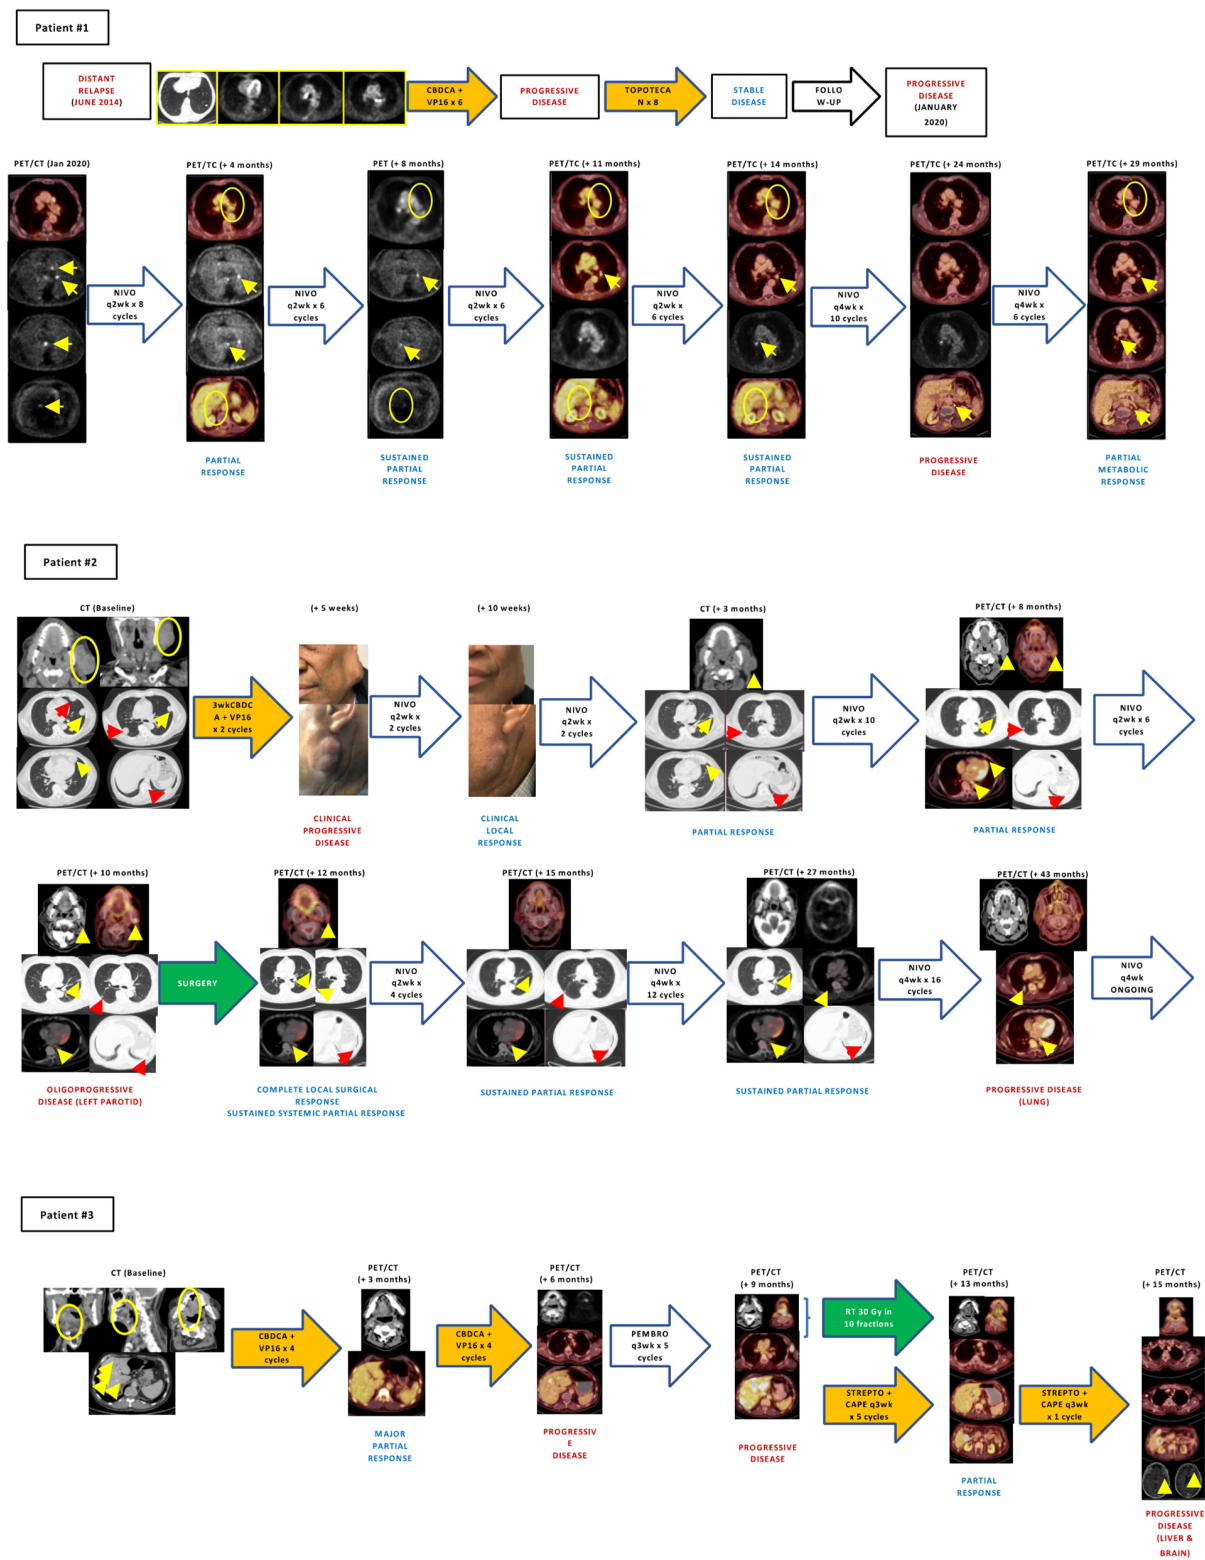 Patient #1
DISTANT
RELAPSE
(JUNE 2014)
CBDCA +
VP16 x 6
PROGRESSIVE
DISEASE
TOPOTECA
N x 8
STABLE
DISEASE
FOLLO
W-UP
PROGRESSIVE
DISEASE
(JANUARY
2020)
PET/CT (Jan 2020)
PET/TC (+ 4 months)
PET (+ 8 months)
PET/TC (+ 11 months)
PET/TC (+ 14 months)
PET/TC (+ 24 months)
PET/TC (+ 29 months)
NIVO
q2wk x 8
cycles
NIVO
q2wk x 6
cycles
NIVO
q2wk x 6
cycles
NIVO
q2wk x
6 cycles
NIVO
q4wk x
10 cycles
NIVO
q4wk x
6 cycles
PARTIAL
RESPONSE
SUSTAINED
PARTIAL
RESPONSE
SUSTAINED
PARTIAL
RESPONSE
SUSTAINED
PARTIAL
RESPONSE
PROGRESSIVE
DISEASE
PARTIAL
METABOLIC
RESPONSE
Patient #2
CT (Baseline)
(+ 5 weeks)
(+ 10 weeks)
CT (+ 3 months)
PET/CT (+ 8 months)
3wkCBDC
A + VP16
x 2 cycles
NIVO
q2wk x
2 cycles
NIVO
q2wk x
2 cycles
NIVO
q2wk x 10
cycles
NIVO
q2wk x 6
cycles
CLINICAL
PROGRESSIVE
DISEASE
CLINICAL
LOCAL
RESPONSE
PARTIAL RESPONSE
PARTIAL RESPONSE
PET/CT (+ 10 months)
PET/CT (+ 12 months)
PET/CT (+ 15 months)
PET/CT (+ 27 months)
PET/CT (+ 43 months)
SURGERY
NIVO
q2wk x
4 cycles
NIVO
q4wk x
12 cycles
NIVO
q4wk x 16
cycles
NIVO
q4wk
ONGOING
OLIGOPROGRESSIVE
DISEASE (LEFT PAROTID)
COMPLETE LOCAL SURGICAL
RESPONSE
SUSTAINED SYSTEMIC PARTIAL RESPONSE
SUSTAINED PARTIAL RESPONSE
SUSTAINED PARTIAL RESPONSE
PROGRESSIVE DISEASE
(LUNG)
Patient #3
CT (Baseline)
PET/CT
(+ 3 months)
PET/CT
(+ 6 months)
PET/CT
(+ 9 months)
PET/CT
(+ 13 months)
PET/CT
(+ 15 months)
CBDCA +
VP16 x 4
cycles
CBDCA +
VP16 x 4
cycles
PEMBRO
q3wk x 5
cycles
RT 30 Gy in
10 fractions
STREPTO +
CAPE q3wk
x 5 cycles
STREPTO +
CAPE q3wk
x 1 cycle
MAJOR
PARTIAL
RESPONSE
PROGRESSIV
E
DISEASE
PROGRESSIVE
DISEASE
PARTIAL
RESPONSE
PROGRESSIVE
DISEASE
(LIVER &
BRAIN)